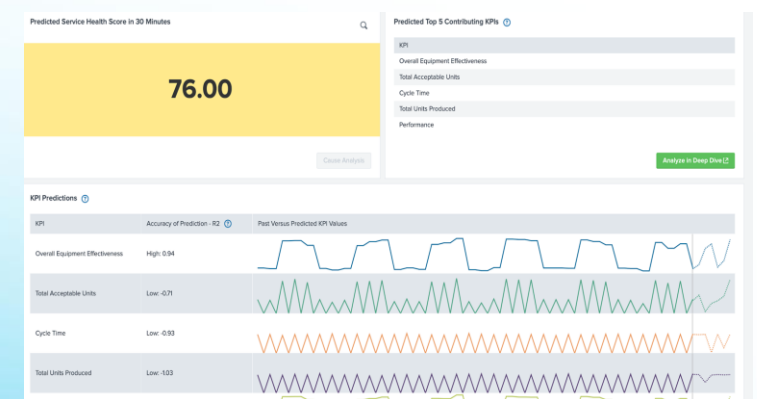 Predicted Service Health Score in 30 Minutes
76.00
Cause Analysis
Predicted Top 5 Contributing KPIs
KPI
Overall Equipment Effectiveness
Total Acceptable Units
Cycle Time
Total Units Produced
Performance
Analyze in Deep Dive
KPI Predictions
KPI Accuracy of Prediction - R2 Past Versus Predicted KPI Values
Overall Equipment Effectiveness High: 0.94
Total Acceptable Units Low: -0.71
Cycle Time Low: -0.93
Total Units Produced Low: -1.03